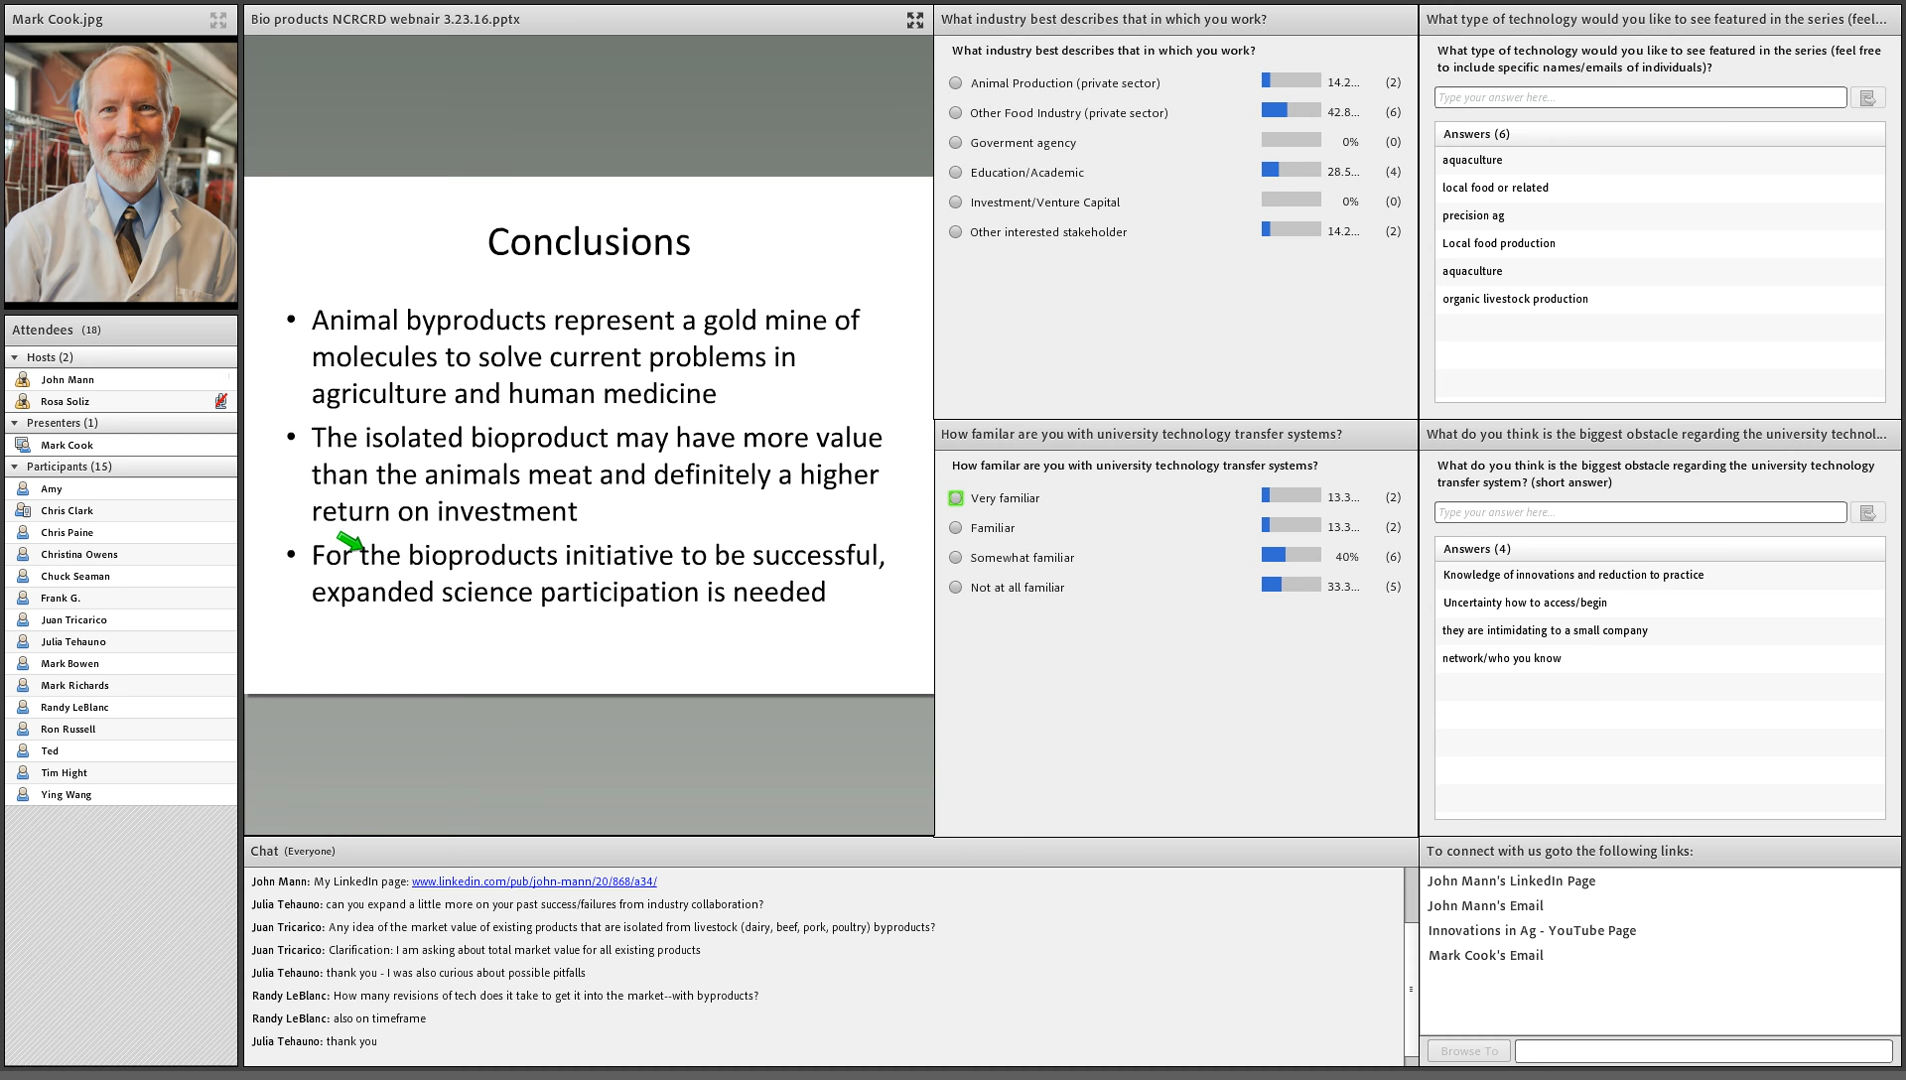 Mark Cook.jpg
Attendees (18)
Hosts (2)
John Mann
Rosa Soliz
Presenters (1)
Mark Cook
Participants (15)
Amy
Chris Clark
Chris Paine
Christina Owens
Chuck Seaman
Frank G.
Juan Tricarico
Julia Tehauno
Mark Bowen
Mark Richards
Randy LeBlanc
Ron Russell
Ted
Tim Hight
Ying Wang
Bio products NCRCRD webnair 3.23.16.pptx
Conclusions
• Animal byproducts represent a gold mine of
molecules to solve current problems in
agriculture and human medicine
• The isolated bioproduct may have more value
than the animals meat and definitely a higher
return on investment
• For the bioproducts initiative to be successful,
expanded science participation is needed
What industry best describes that in which you work?
What industry best describes that in which you work?
Animal Production (private sector) 14.2... (2)
Other Food Industry (private sector) 42.8... (6)
Goverment agency 0% (0)
Education/Academic 28.5... (4)
Investment/Venture Capital 0% (0)
Other interested stakeholder 14.2... (2)
How familar are you with university technology transfer systems?
How familar are you with university technology transfer systems?
Very familiar 13.3... (2)
Familiar 13.3... (2)
Somewhat familiar 40% (6)
Not at all familiar 33.3... (5)
What type of technology would you like to see featured in the series (feel...
What type of technology would you like to see featured in the series (feel free
to include specific names/emails of individuals)?
Type your answer here...
Answers (6)
aquaculture
local food or related
precision ag
Local food production
aquaculture
organic livestock production
What do you think is the biggest obstacle regarding the university technol...
What do you think is the biggest obstacle regarding the university technology
transfer system? (short answer)
Type your answer here...
Answers (4)
Knowledge of innovations and reduction to practice
Uncertainty how to access/begin
they are intimidating to a small company
network/who you know
Chat (Everyone)
John Mann: My LinkedIn page: www.linkedin.com/pub/john-mann/20/868/a34/
Julia Tehauno: can you expand a little more on your past success/failures from industry collaboration?
Juan Tricarico: Any idea of the market value of existing products that are isolated from livestock (dairy, beef, pork, poultry) byproducts?
Juan Tricarico: Clarification: I am asking about total market value for all existing products
Julia Tehauno: thank you - I was also curious about possible pitfalls
Randy LeBlanc: How many revisions of tech does it take to get it into the market--with byproducts?
Randy LeBlanc: also on timeframe
Julia Tehauno: thank you
To connect with us goto the following links:
John Mann's LinkedIn Page
John Mann's Email
Innovations in Ag - YouTube Page
Mark Cook's Email
Browse To